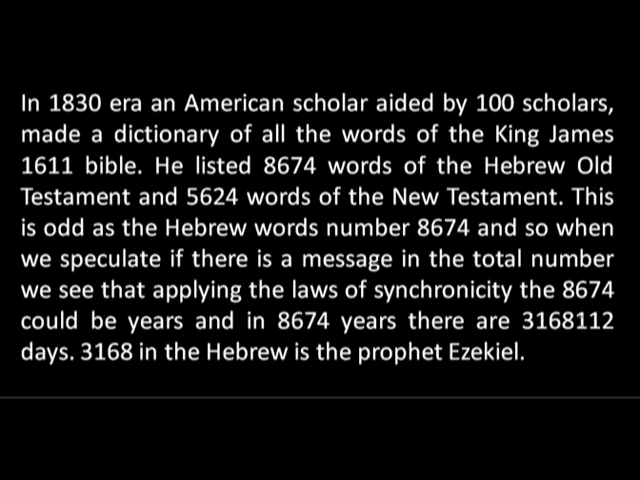 In 1830 era an American scholar aided by 100 scholars,
made a dictionary of all the words of the King James
1611 bible. He listed 8674 words of the Hebrew Old
Testament and 5624 words of the New Testament. This
is odd as the Hebrew words number 8674 and so when
we speculate if there is a message in the total number
we see that applying the laws of synchronicity the 8674
could be years and in 8674 years there are 3168112
days. 3168 in the Hebrew is the prophet Ezekiel.